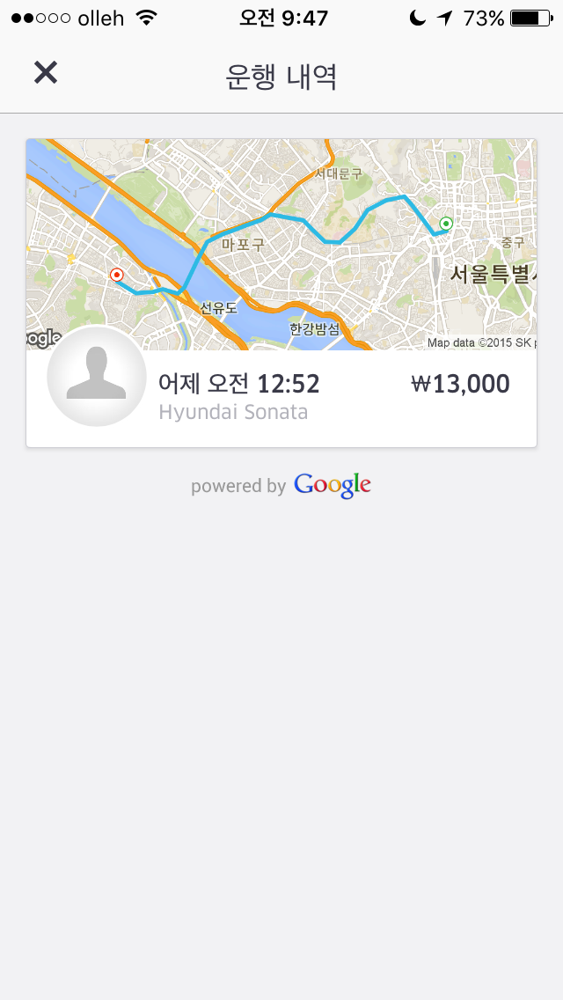 olleh 오전 9:47 73%
운행 내역
서대문구
마포구
중구
서울특별시
선유도
한강밤섬
ogle
Map data ©2015 SK p
어제 오전 12:52 ₩13,000
Hyundai Sonata
powered by Google